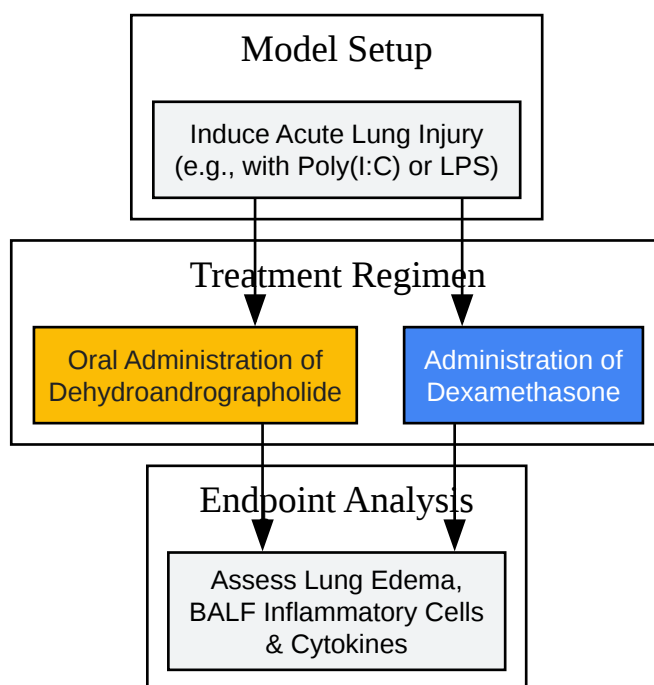 Model Setup
Induce Acute Lung Injury
(e.g., with Poly(I:C) or LPS)
Treatment Regimen
Oral Administration of
Dehydroandrographolide
Administration of
Dexamethasone
Endpoint Analysis
Assess Lung Edema,
BALF Inflammatory Cells
& Cytokines